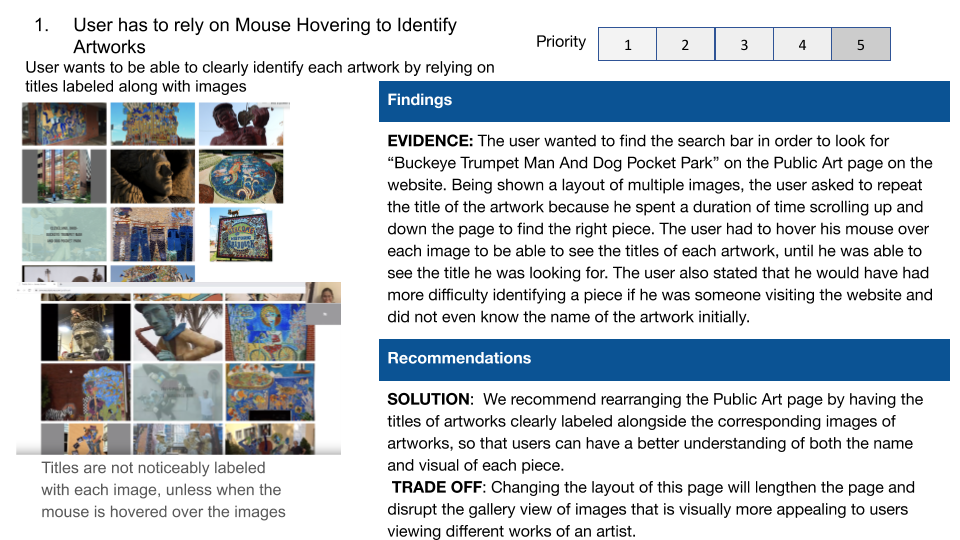 1. User has to rely on Mouse Hovering to Identify
Artworks
User wants to be able to clearly identify each artwork by relying on
titles labeled along with images
Priority
1 2 3 4 5
Findings
EVIDENCE: The user wanted to find the search bar in order to look for
“Buckeye Trumpet Man And Dog Pocket Park” on the Public Art page on the
website. Being shown a layout of multiple images, the user asked to repeat
the title of the artwork because he spent a duration of time scrolling up and
down the page to find the right piece. The user had to hover his mouse over
each image to be able to see the titles of each artwork, until he was able to
see the title he was looking for. The user also stated that he would have had
more difficulty identifying a piece if he was someone visiting the website and
did not even know the name of the artwork initially.
Recommendations
SOLUTION: We recommend rearranging the Public Art page by having the
titles of artworks clearly labeled alongside the corresponding images of
artworks, so that users can have a better understanding of both the name
and visual of each piece.
TRADE OFF: Changing the layout of this page will lengthen the page and
disrupt the gallery view of images that is visually more appealing to users
viewing different works of an artist.
Titles are not noticeably labeled
with each image, unless when the
mouse is hovered over the images